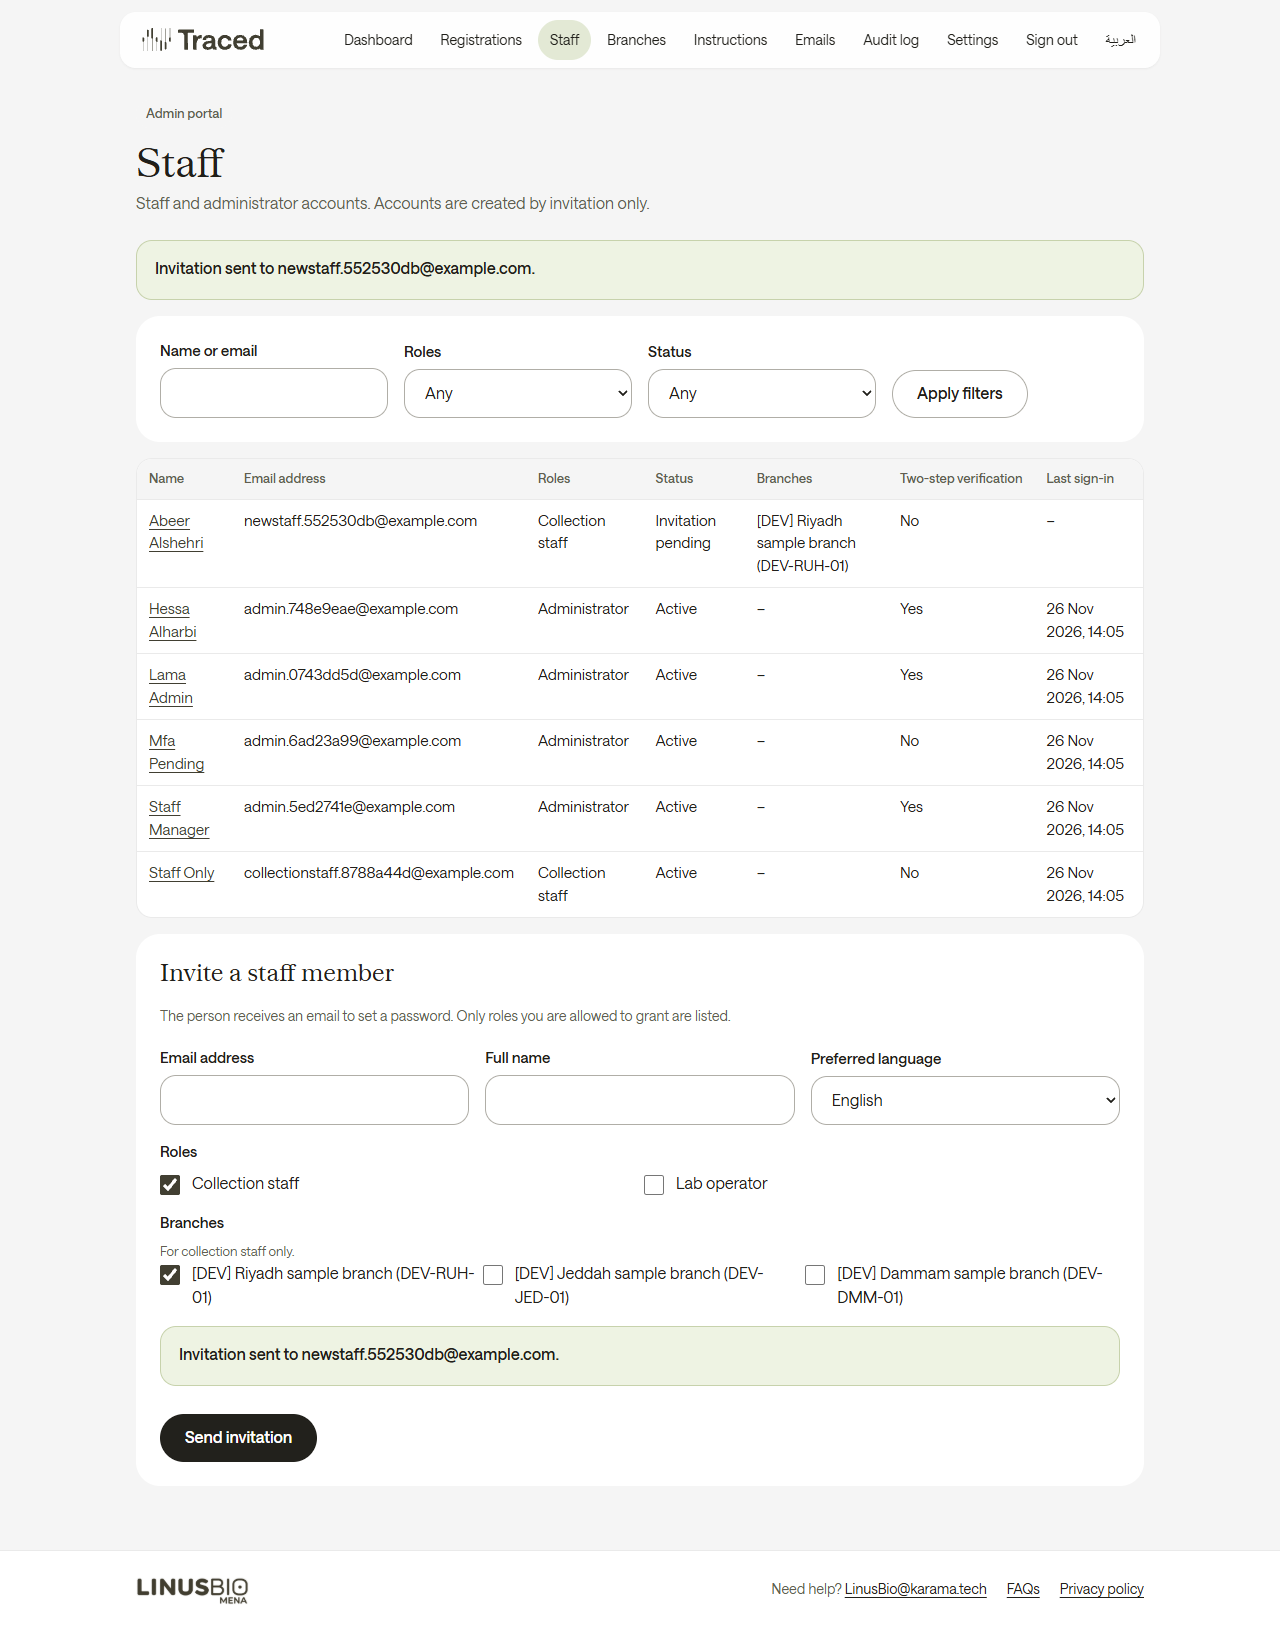 Traced
Dashboard Registrations Staff Branches Instructions Emails Audit log Settings Sign out العربية
Admin portal
Staff
Staff and administrator accounts. Accounts are created by invitation only.
Invitation sent to newstaff.552530db@example.com.
Name or email Roles Status
Any Any Apply filters
Name Email address Roles Status Branches Two-step verification Last sign-in
Abeer newstaff.552530db@example.com Collection Invitation [DEV] Riyadh No –
Alshehri staff pending sample branch
(DEV-RUH-01)
Hessa admin.748e9eae@example.com Administrator Active – Yes 26 Nov
Alharbi 2026, 14:05
Lama admin.0743dd5d@example.com Administrator Active – Yes 26 Nov
Admin 2026, 14:05
Mfa admin.6ad23a99@example.com Administrator Active – No 26 Nov
Pending 2026, 14:05
Staff admin.5ed2741e@example.com Administrator Active – Yes 26 Nov
Manager 2026, 14:05
Staff Only collectionstaff.8788a44d@example.com Collection Active – No 26 Nov
staff 2026, 14:05
Invite a staff member
The person receives an email to set a password. Only roles you are allowed to grant are listed.
Email address Full name Preferred language
English
Roles
Collection staff Lab operator
Branches
For collection staff only.
[DEV] Riyadh sample branch (DEV-RUH- [DEV] Jeddah sample branch (DEV- [DEV] Dammam sample branch (DEV-
01) JED-01) DMM-01)
Invitation sent to newstaff.552530db@example.com.
Send invitation
LINUSBIO
MENA
Need help? LinusBio@karama.tech FAQs Privacy policy